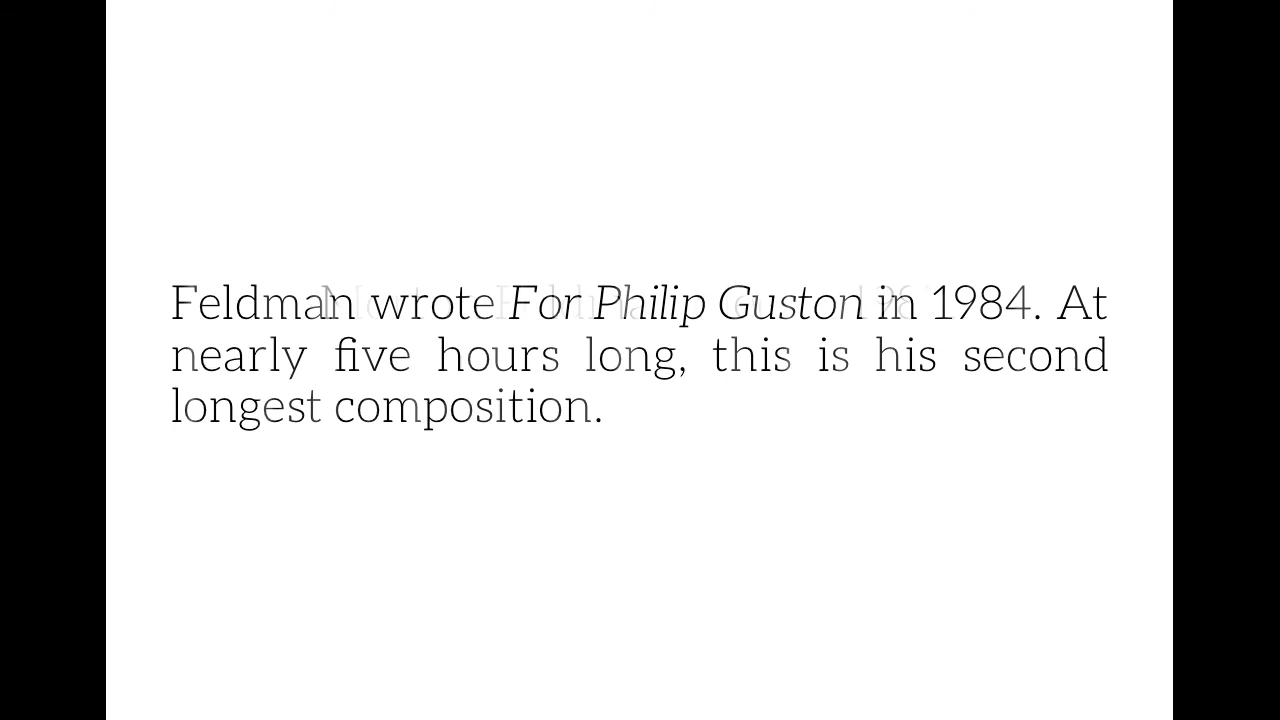 Feldman wrote For Philip Guston in 1984. At
nearly five hours long, this is his second
longest composition.